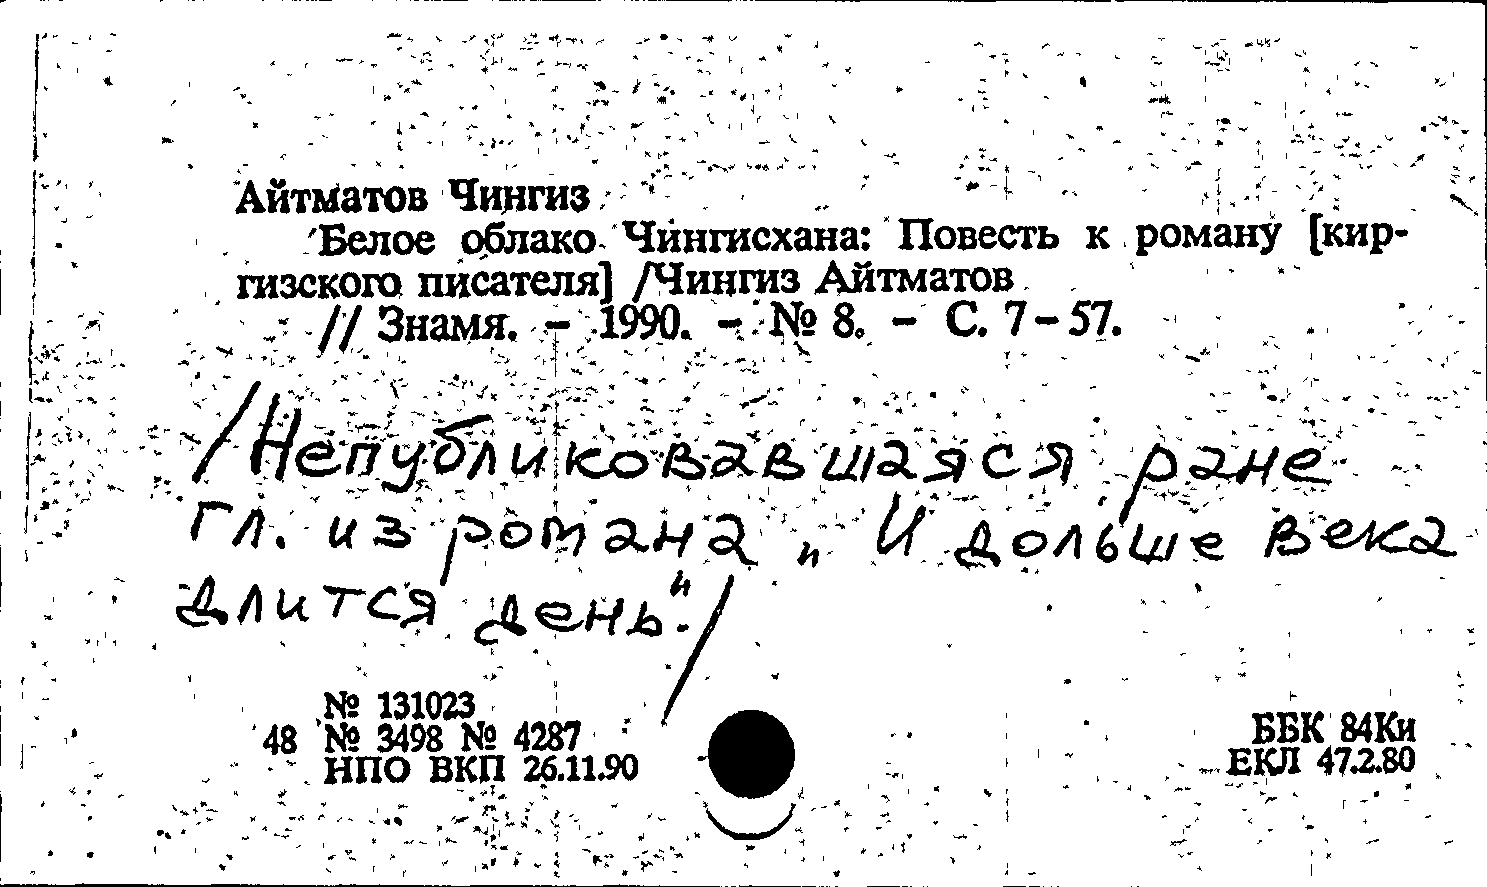 Айтматов Чингиз
Белое облако Чингисхана: Повесть к роману [кир-
гизского писателя] /Чингиз Айтматов
// Знамя. – 1990. – № 8. – С. 7–57.
/Непубликовавшаяся ране
гл. из романа „И дольше века
длится день“./
№ 131023
48 № 3498 № 4287
НПО ВКП 26.11.90
ББК 84Ки
ЕКЛ 47.2.80